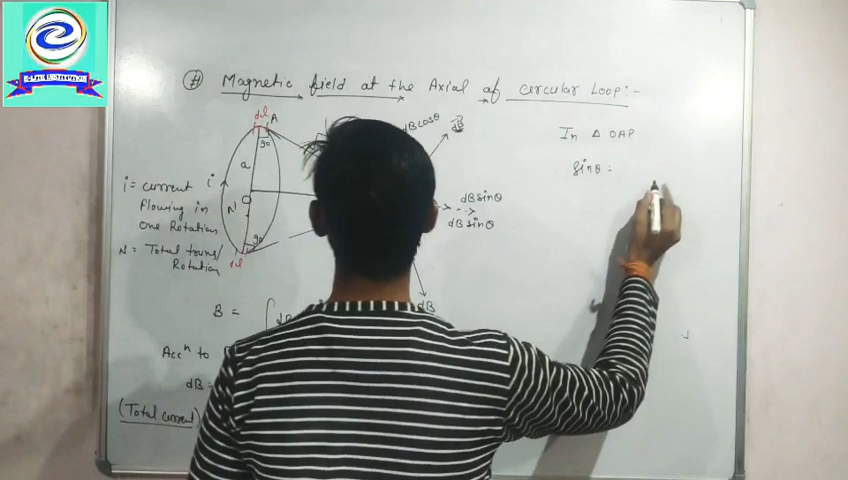 # Magnetic field at the Axial of circular Loop:-
dl A
90
a
i
O
N
90
dl
dBcosθ
dB
dBsinθ
dBsinθ
dB
In Δ OAP
Sinθ =
i = current
flowing in
one Rotation
N = Total turns/
Rotation
B = ∫
Accⁿ to
dB =
(Total current)